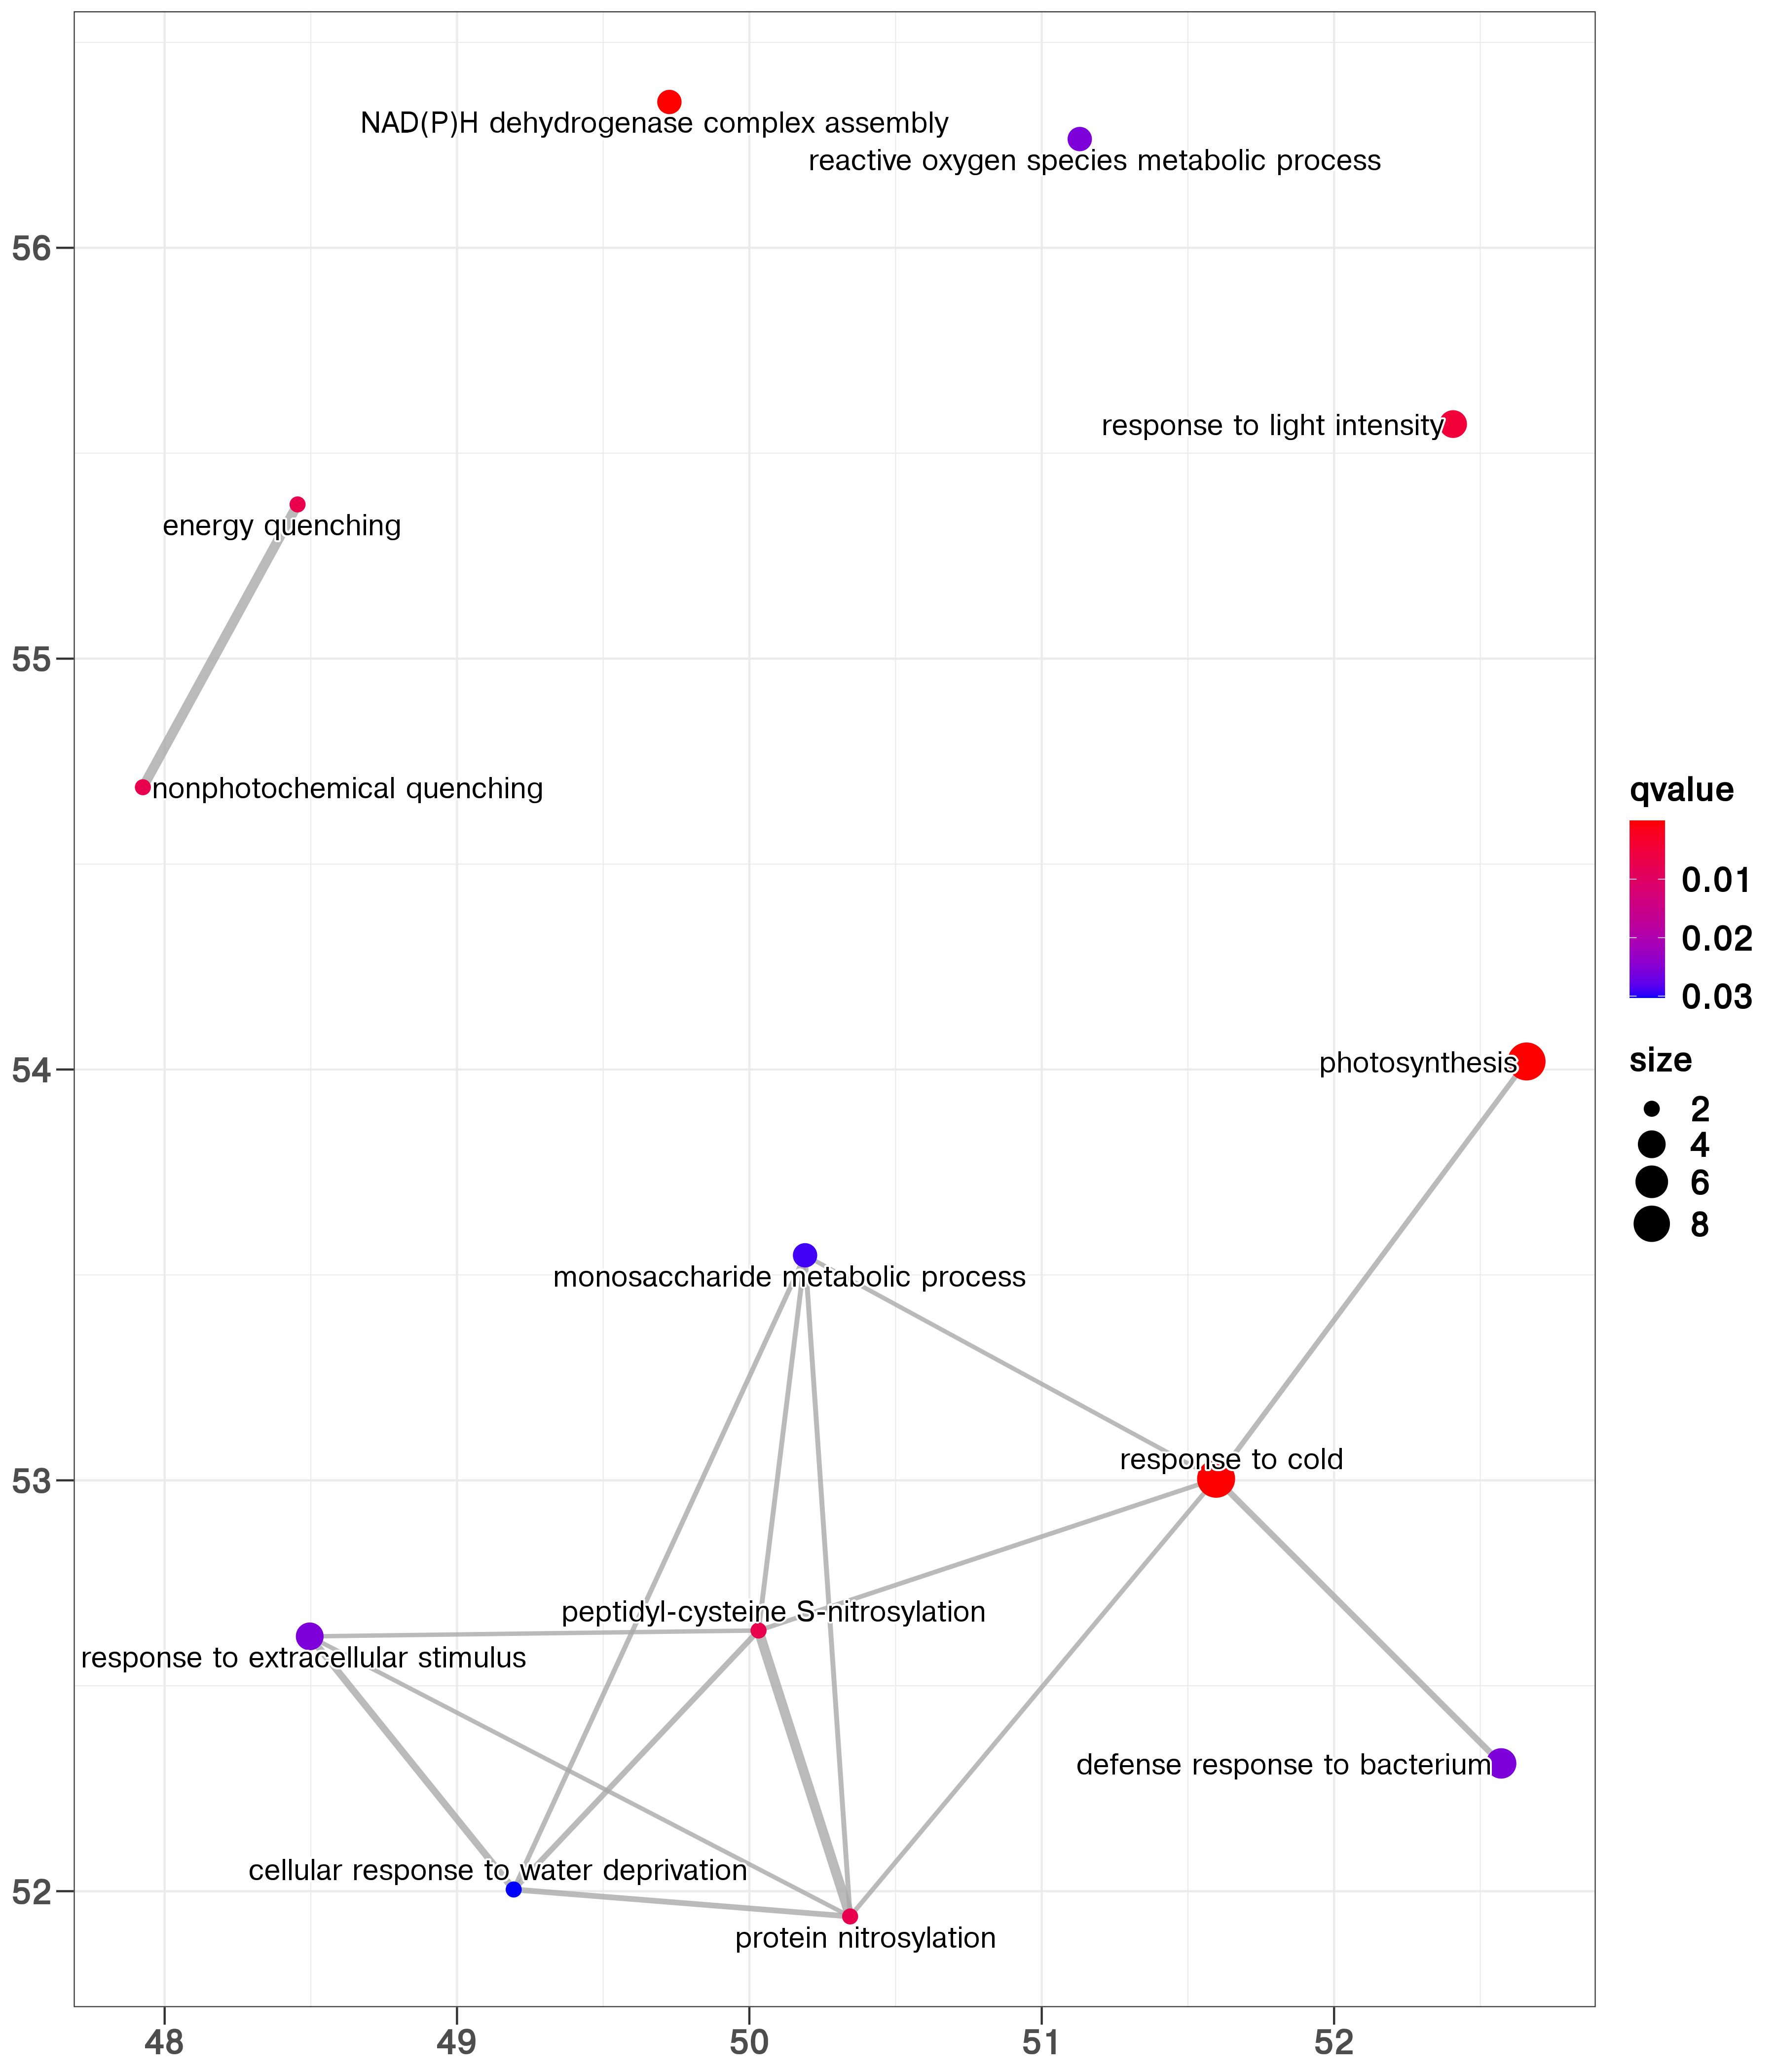 NAD(P)H dehydrogenase complex assembly
reactive oxygen species metabolic process
56
response to light intensity
energy quenching
55
nonphotochemical quenching
qvalue
0.01
0.02
0.03
54
photosynthesis
size
2
4
6
8
monosaccharide metabolic process
response to cold
53
peptidyl-cysteine S-nitrosylation
response to extracellular stimulus
defense response to bacterium
cellular response to water deprivation
52
protein nitrosylation
48 49 50 51 52